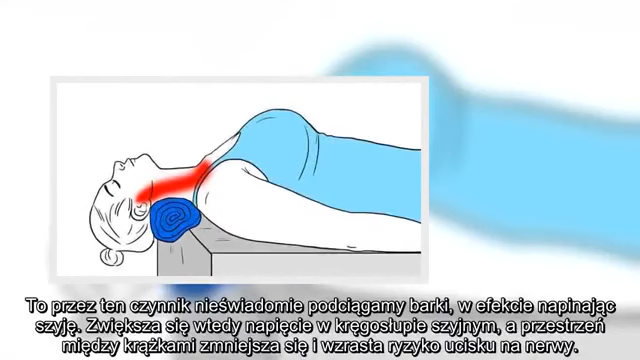 To przez ten czynnik nieświadomie podciągamy barki, w efekcie napinając
szyję. Zwiększa się wtedy napięcie w kręgosłupie szyjnym, a przestrzeń
między krążkami zmniejsza się i wzrasta ryzyko ucisku na nerwy.